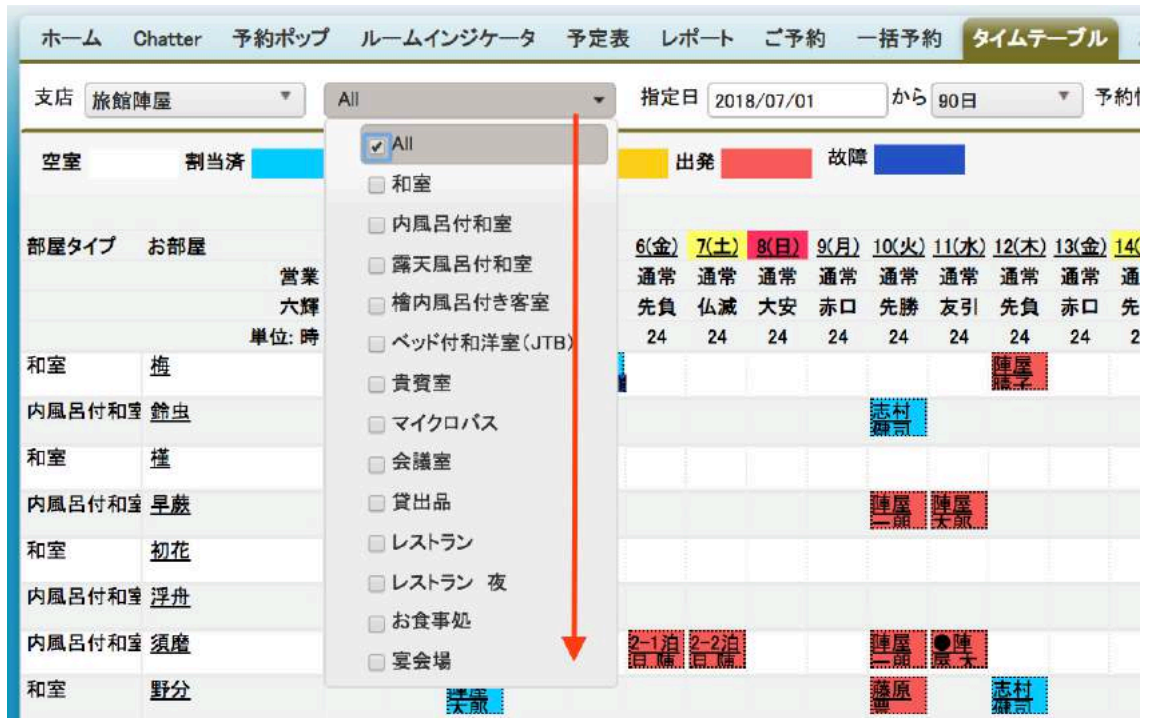 ホーム Chatter 予約ポップ ルームインジケータ 予定表 レポート ご予約 一括予約 タイムテーブル
支店 旅館陣屋 All 指定日 2018/07/01 から 90日
空室 割当済 出発 故障
All
和室
内風呂付和室
露天風呂付和室
檜内風呂付き客室
ベッド付和洋室(JTB)
貴賓室
マイクロバス
会議室
貸出品
レストラン
レストラン 夜
お食事処
宴会場
部屋タイプ お部屋 6(金) 7(土) 8(日) 9(月) 10(火) 11(水) 12(木) 13(金)
営業 通常 通常 通常 通常 通常 通常 通常 通常
六輝 先負 仏滅 大安 赤口 先勝 友引 先負 赤口
単位: 時 24 24 24 24 24 24 24 24
和室 梅 陣屋
内風呂付和室 鈴虫 志村
和室 槿
内風呂付和室 早蕨 陣屋 陣屋
和室 初花
内風呂付和室 浮舟
内風呂付和室 須磨 2-1泊 2-2泊 陣屋 ●陣
和室 野分 陣屋 藤原 志村